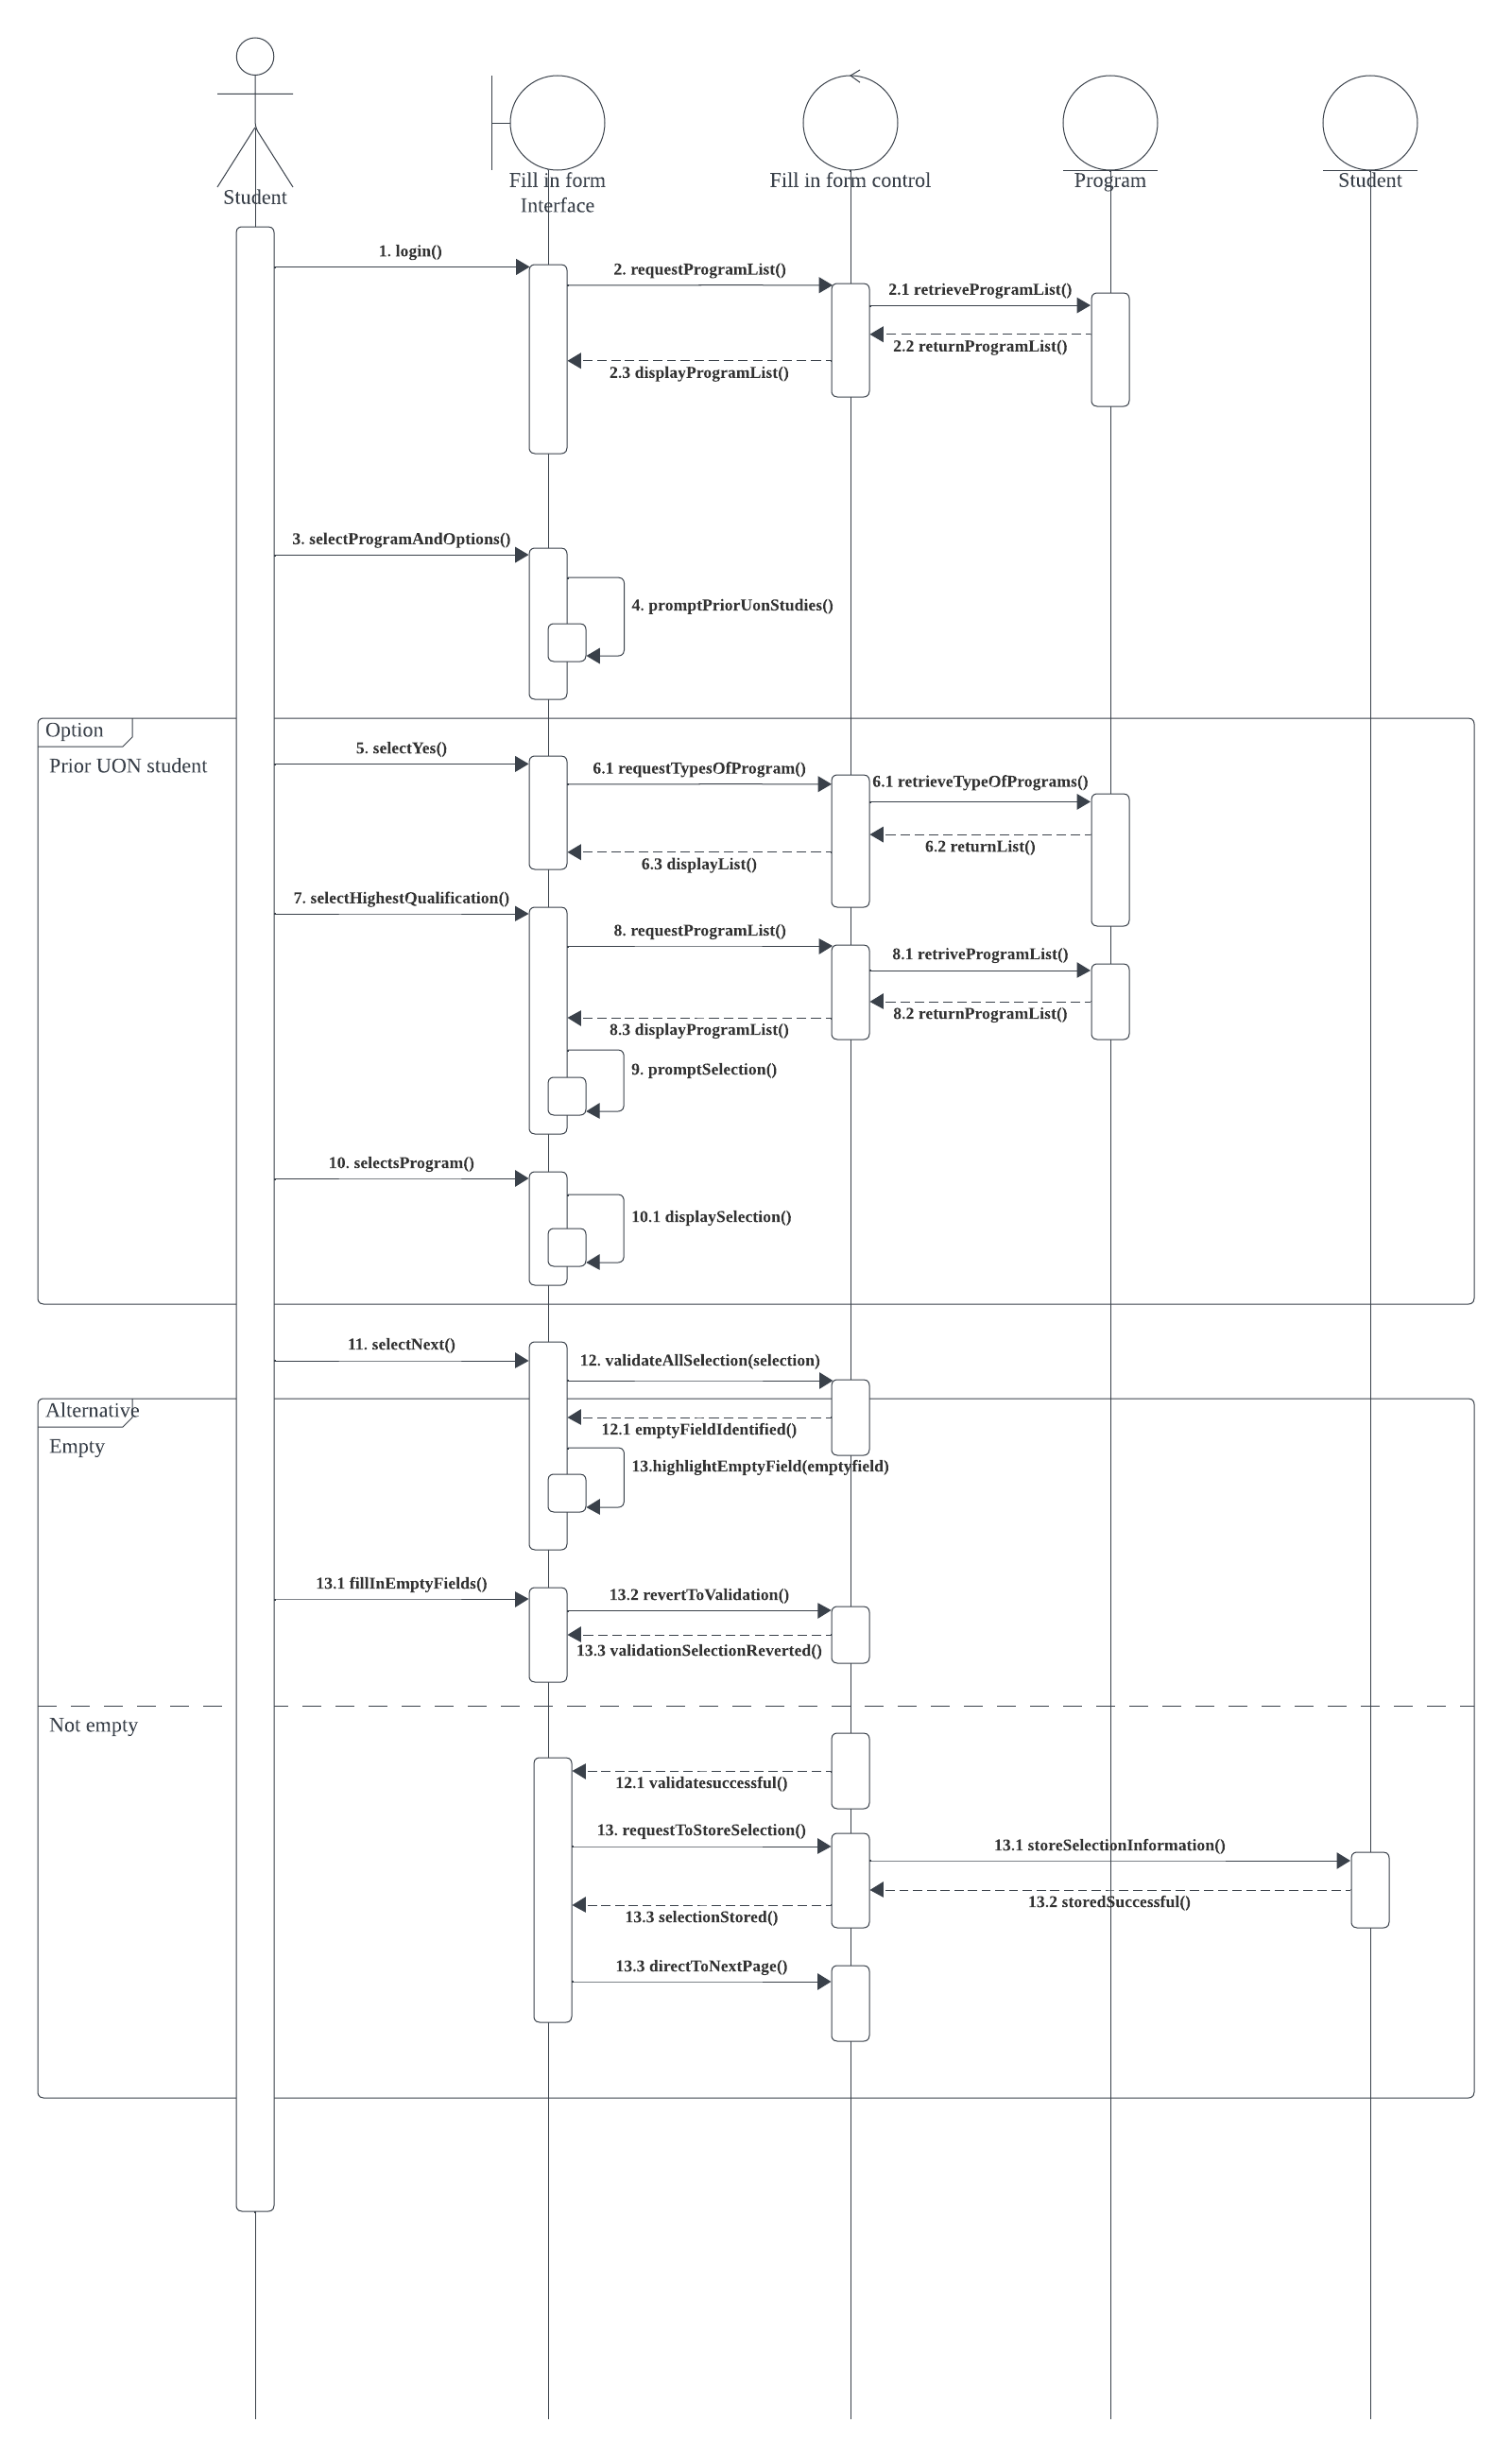 Student
Fill in form
Interface
Fill in form control
Program
Student
1. login()
2. requestProgramList()
2.1 retrieveProgramList()
2.2 returnProgramList()
2.3 displayProgramList()
3. selectProgramAndOptions()
4. promptPriorUonStudies()
Option
Prior UON student
5. selectYes()
6.1 requestTypesOfProgram()
6.1 retrieveTypeOfPrograms()
6.2 returnList()
6.3 displayList()
7. selectHighestQualification()
8. requestProgramList()
8.1 retriveProgramList()
8.2 returnProgramList()
8.3 displayProgramList()
9. promptSelection()
10. selectsProgram()
10.1 displaySelection()
11. selectNext()
12. validateAllSelection(selection)
Alternative
Empty
12.1 emptyFieldIdentified()
13.highlightEmptyField(emptyfield)
13.1 fillInEmptyFields()
13.2 revertToValidation()
13.3 validationSelectionReverted()
Not empty
12.1 validatesuccessful()
13. requestToStoreSelection()
13.1 storeSelectionInformation()
13.2 storedSuccessful()
13.3 selectionStored()
13.3 directToNextPage()